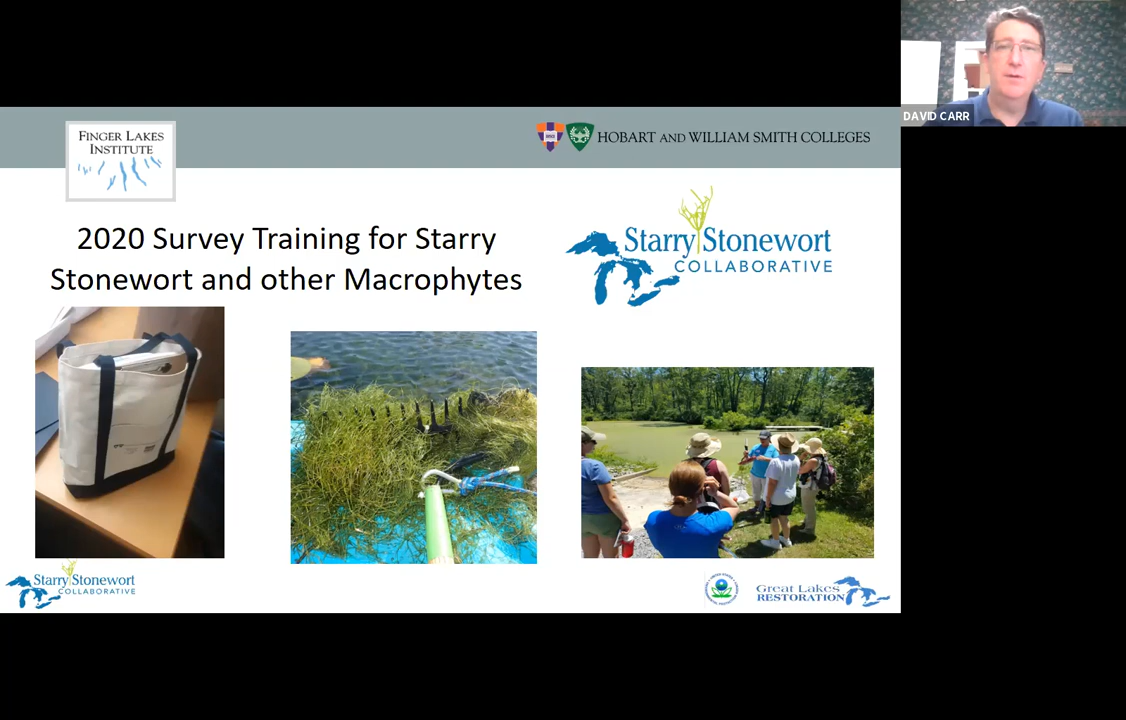 DAVID CARR
FINGER LAKES
INSTITUTE
HOBART AND WILLIAM SMITH COLLEGES
2020 Survey Training for Starry
Stonewort and other Macrophytes
Starry Stonewort
COLLABORATIVE
Starry Stonewort
COLLABORATIVE
Great Lakes
RESTORATION